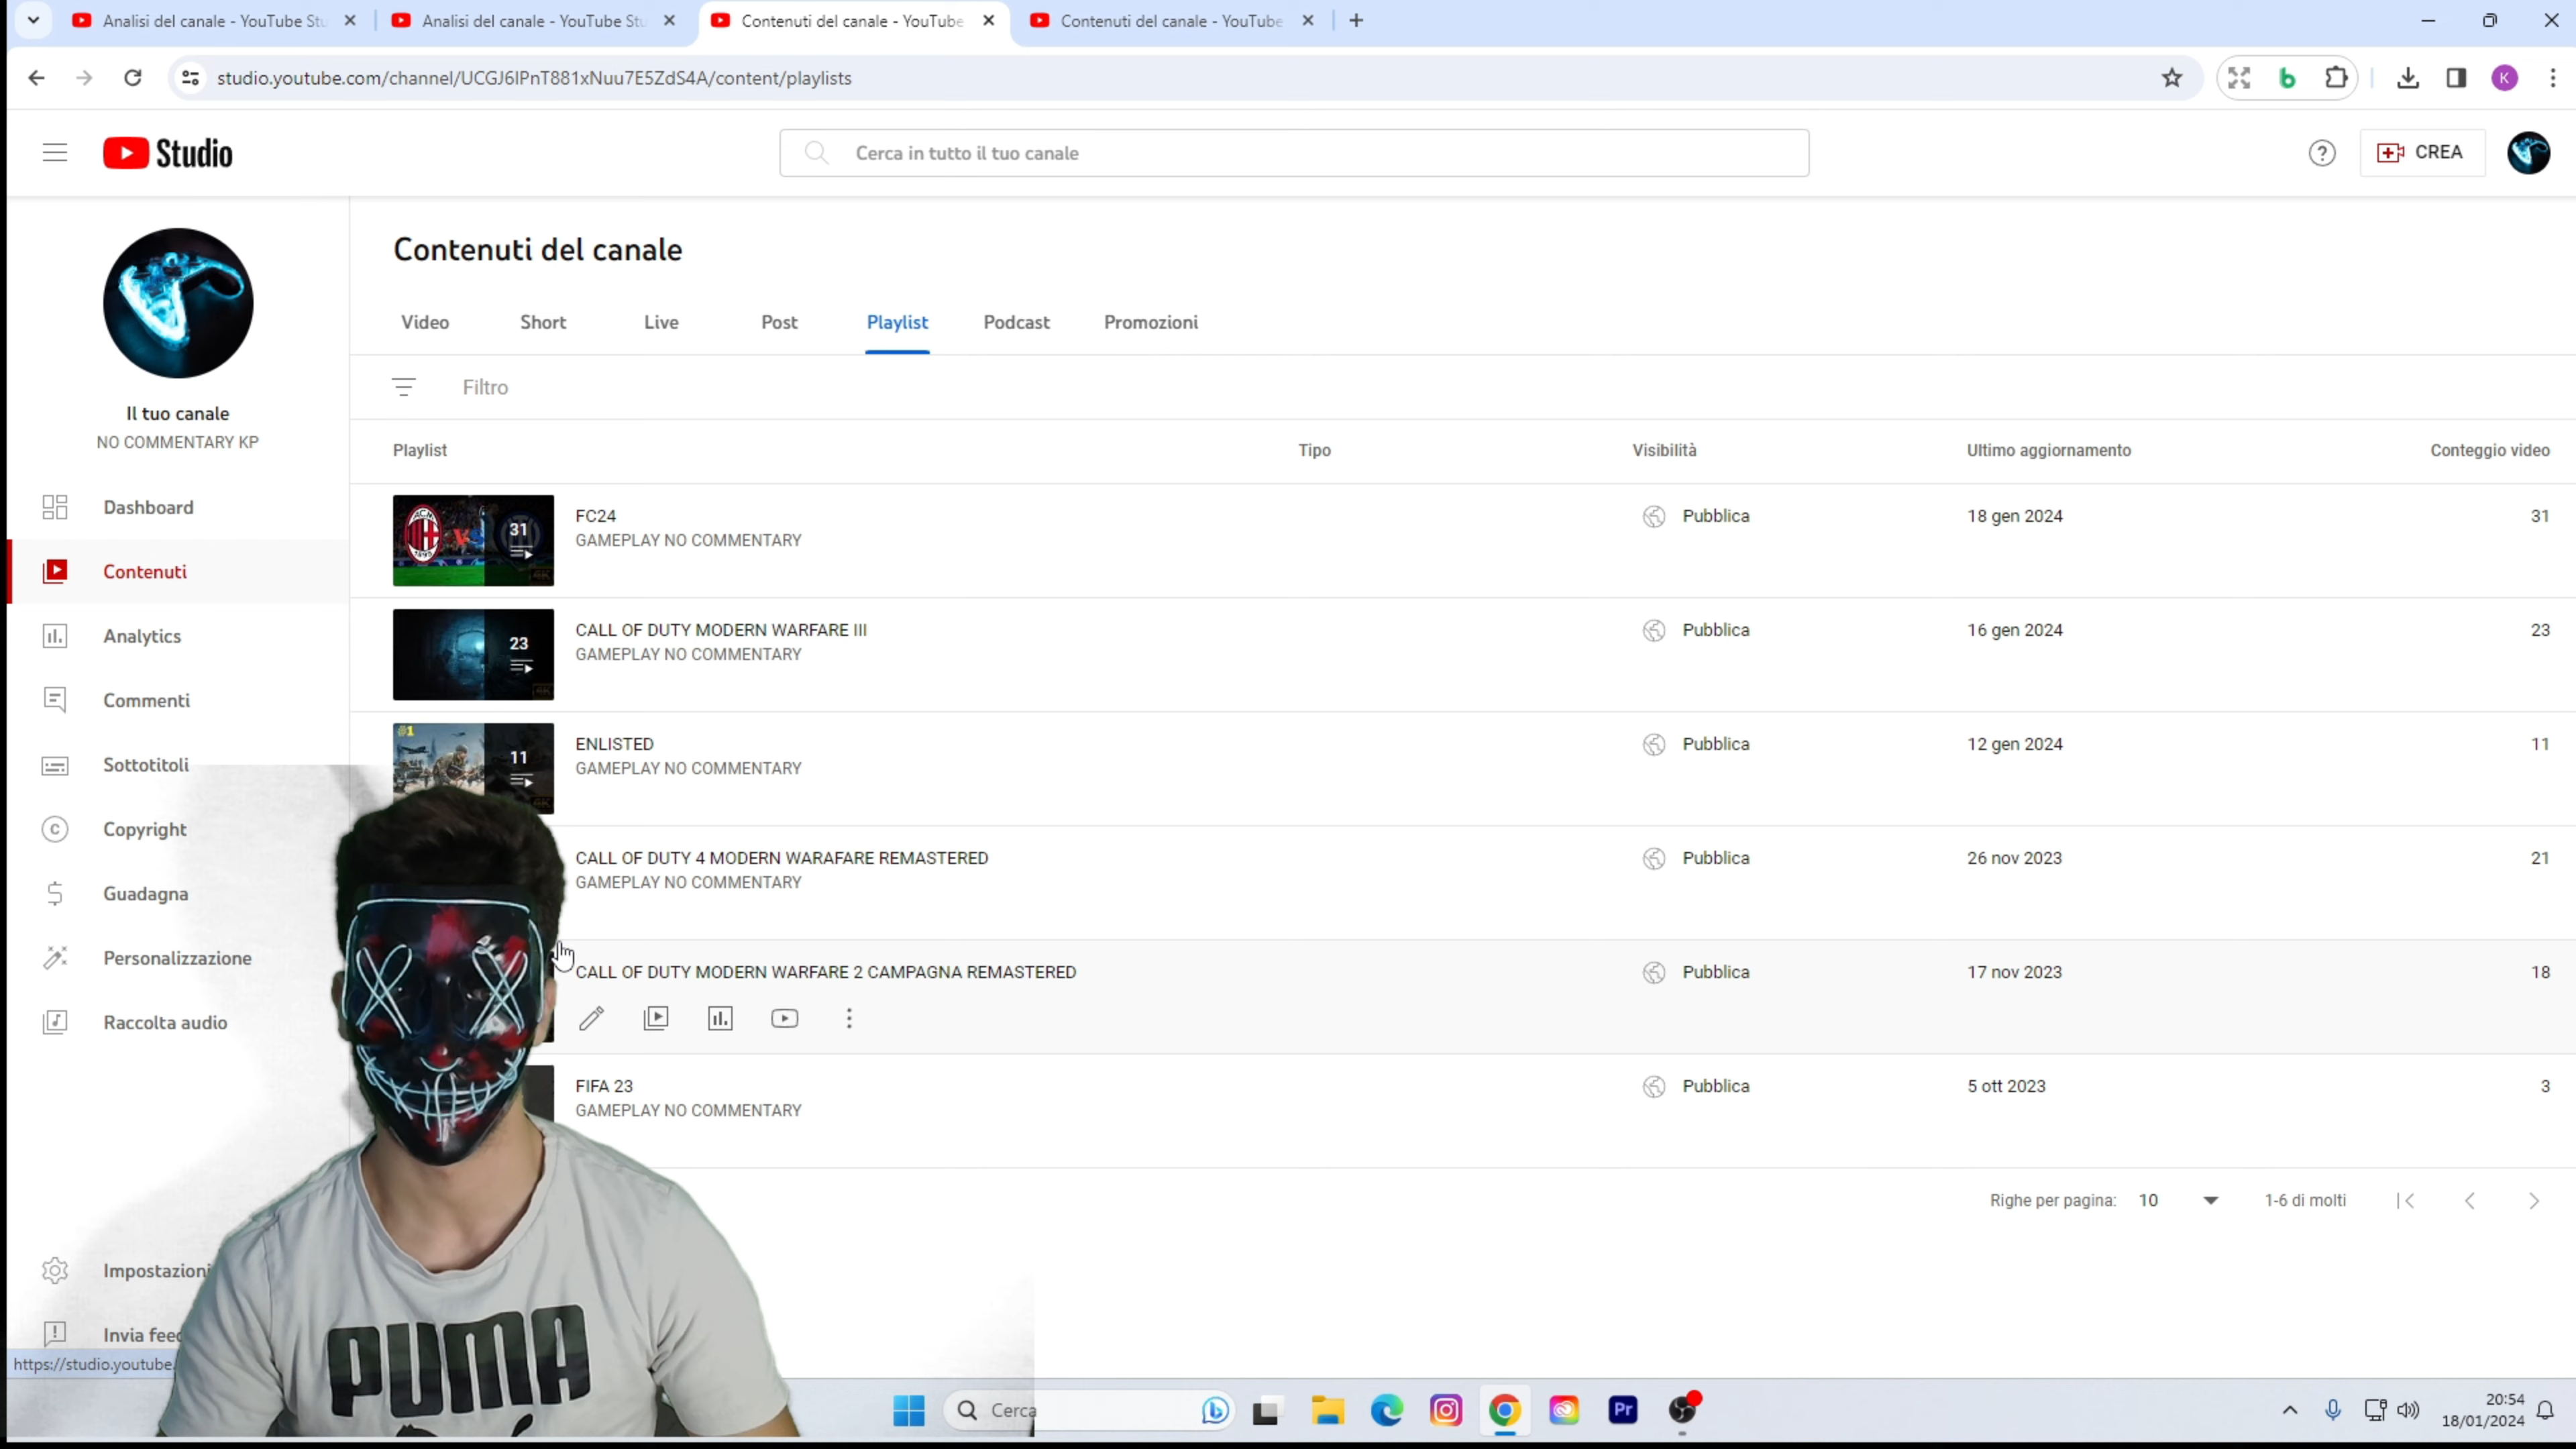 Analisi del canale - YouTube Stu
Analisi del canale - YouTube Stu
Contenuti del canale - YouTube
Contenuti del canale - YouTube
studio.youtube.com/channel/UCGJ6IPnT881xNuu7E5ZdS4A/content/playlists
K
Studio
Cerca in tutto il tuo canale
CREA
Il tuo canale
NO COMMENTARY KP
Dashboard
Contenuti
Analytics
Commenti
Sottotitoli
Copyright
Guadagna
Personalizzazione
Raccolta audio
Impostazioni
Invia feed
https://studio.youtube.
Contenuti del canale
Video Short Live Post Playlist Podcast Promozioni
Filtro
Playlist Tipo Visibilità Ultimo aggiornamento Conteggio video
31 FC24 Pubblica 18 gen 2024 31
GAMEPLAY NO COMMENTARY
23 CALL OF DUTY MODERN WARFARE III Pubblica 16 gen 2024 23
GAMEPLAY NO COMMENTARY
#1
11 ENLISTED Pubblica 12 gen 2024 11
GAMEPLAY NO COMMENTARY
CALL OF DUTY 4 MODERN WARAFARE REMASTERED Pubblica 26 nov 2023 21
GAMEPLAY NO COMMENTARY
CALL OF DUTY MODERN WARFARE 2 CAMPAGNA REMASTERED Pubblica 17 nov 2023 18
FIFA 23 Pubblica 5 ott 2023 3
GAMEPLAY NO COMMENTARY
Righe per pagina: 10 1-6 di molti
PUMA
Cerca
Pr
20:54
18/01/2024